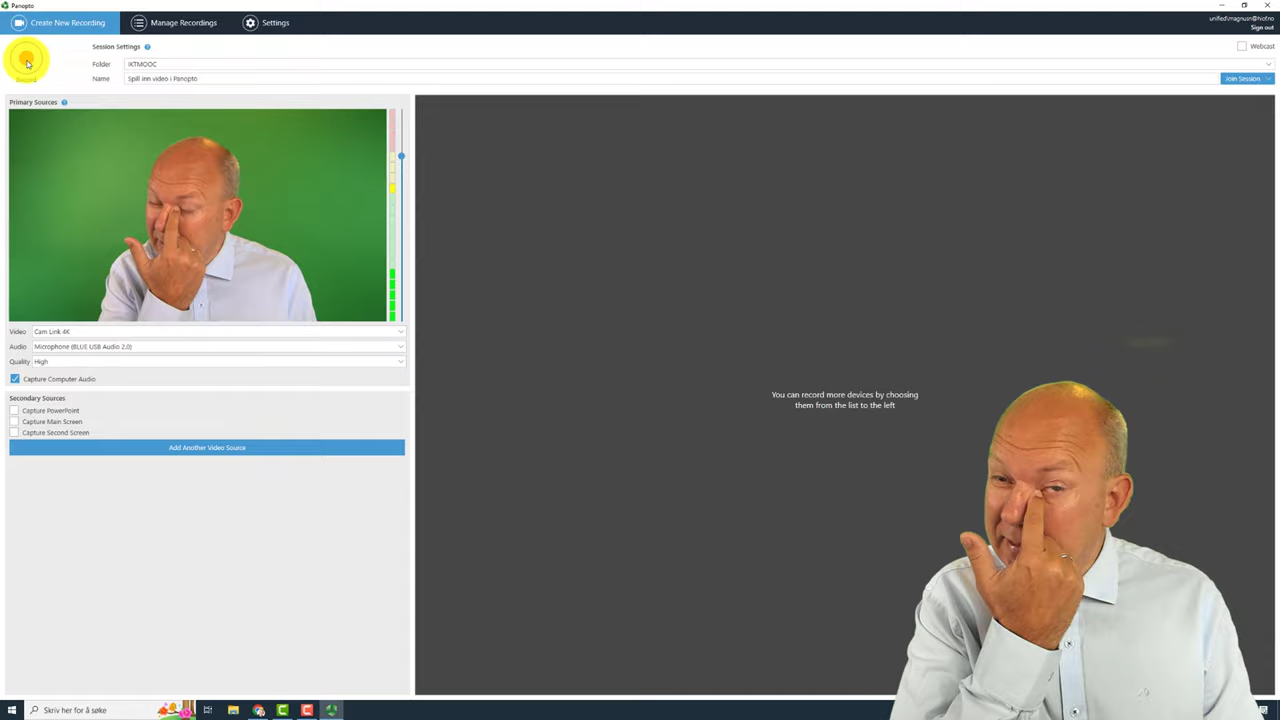 Panopto
Create New Recording
Manage Recordings
Settings
unified\magnusn@hiof.no
Sign out
Record
Session Settings
Webcast
Folder IKTMOOC
Name Spill inn video i Panopto
Join Session
Primary Sources
Video Cam Link 4K
Audio Microphone (BLUE USB Audio 2.0)
Quality High
Capture Computer Audio
Secondary Sources
Capture PowerPoint
Capture Main Screen
Capture Second Screen
Add Another Video Source
You can record more devices by choosing
them from the list to the left
Skriv her for å søke